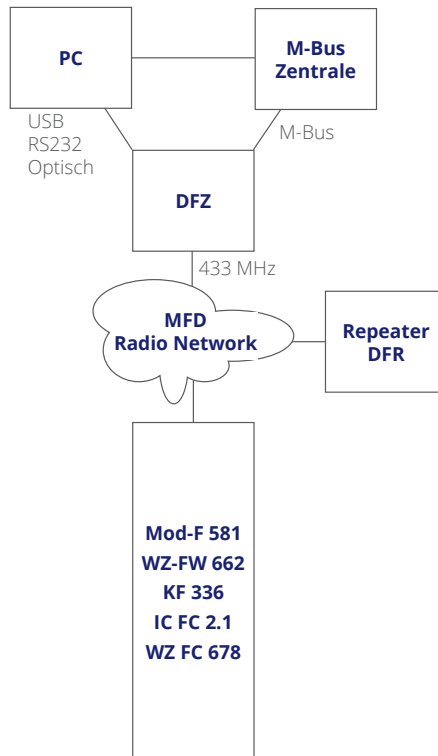 PC
M-Bus
Zentrale
USB
RS232
Optisch
M-Bus
DFZ
433 MHz
MFD
Radio Network
Repeater
DFR
Mod-F 581
WZ-FW 662
KF 336
IC FC 2.1
WZ FC 678